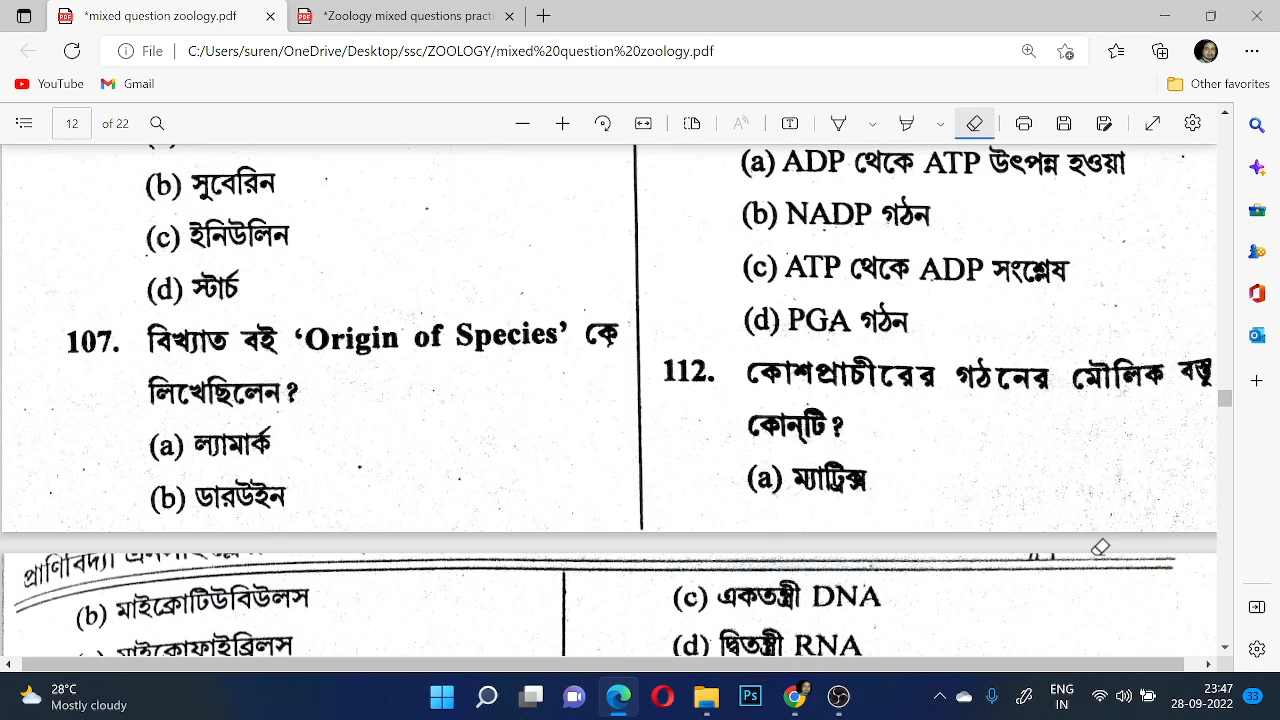 *mixed question zoology.pdf
*Zoology mixed questions practi
File C:/Users/suren/OneDrive/Desktop/ssc/ZOOLOGY/mixed%20question%20zoology.pdf
YouTube
Gmail
Other favorites
12 of 22
(b) সুবেরিন
(c) ইনিউলিন
(d) স্টার্চ
107. বিখ্যাত বই ‘Origin of Species’ কে
লিখেছিলেন?
(a) ল্যামার্ক
(b) ডারউইন
(a) ADP থেকে ATP উৎপন্ন হওয়া
(b) NADP গঠন
(c) ATP থেকে ADP সংশ্লেষ
(d) PGA গঠন
112. কোশপ্রাচীরের গঠনের মৌলিক বস্তু
কোন্‌টি?
(a) ম্যাট্রিক্স
প্রাণিবিদ্যা
(b) মাইক্রোটিউবিউলস
মাইক্রোফাইব্রিলস
(c) একতন্ত্রী DNA
(d) দ্বিতন্ত্রী RNA
28°C
Mostly Cloudy
ENG
IN
23:47
28-09-2022
33